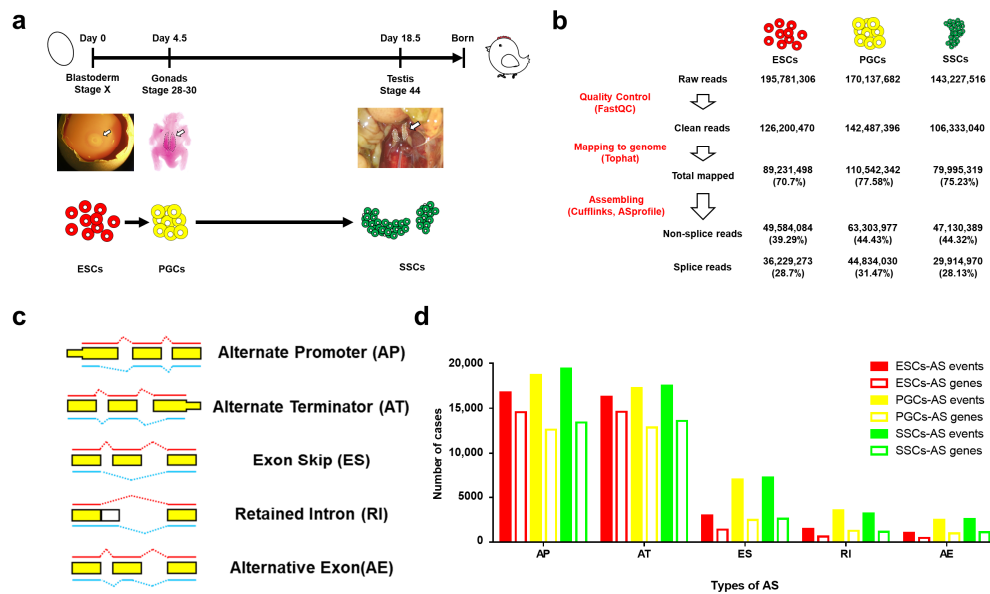 a
Day 0
Day 4.5
Day 18.5
Born
Blastoderm
Stage X
Gonads
Stage 28-30
Testis
Stage 44
ESCs
PGCs
SSCs
b
ESCs
PGCs
SSCs
Raw reads
195,781,306
170,137,682
143,227,516
Quality Control
(FastQC)
Clean reads
126,200,470
142,487,396
106,333,040
Mapping to genome
(Tophat)
Total mapped
89,231,498
(70.7%)
110,542,342
(77.58%)
79,995,319
(75.23%)
Assembling
(Cufflinks, ASprofile)
Non-splice reads
49,584,084
(39.29%)
63,303,977
(44.43%)
47,130,389
(44.32%)
Splice reads
36,229,273
(28.7%)
44,834,030
(31.47%)
29,914,970
(28.13%)
c
Alternate Promoter (AP)
Alternate Terminator (AT)
Exon Skip (ES)
Retained Intron (RI)
Alternative Exon(AE)
d
Number of cases
20,000
15,000
10,000
5000
0
AP
AT
ES
RI
AE
Types of AS
ESCs-AS events
ESCs-AS genes
PGCs-AS events
PGCs-AS genes
SSCs-AS events
SSCs-AS genes